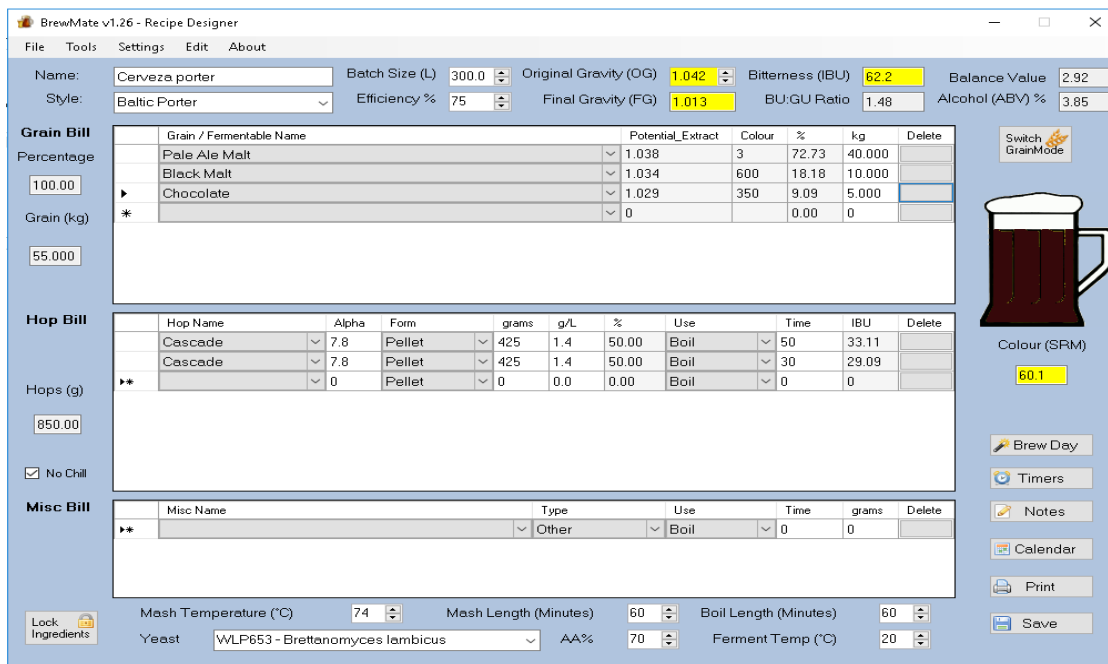 BrewMate v1.26 - Recipe Designer
File Tools Settings Edit About
Name: Cerveza porter Batch Size (L) 300.0 Original Gravity (OG) 1.042 Bitterness (IBU) 62.2 Balance Value 2.92
Style: Baltic Porter Efficiency % 75 Final Gravity (FG) 1.013 BU:GU Ratio 1.48 Alcohol (ABV) % 3.85
Grain Bill
Percentage
100.00
Grain (kg)
55.000
Grain / Fermentable Name Potential_Extract Colour % kg Delete
Pale Ale Malt 1.038 3 72.73 40.000
Black Malt 1.034 600 18.18 10.000
Chocolate 1.029 350 9.09 5.000
0 0.00 0
Switch
GrainMode
Hop Bill
Hops (g)
850.00
No Chill
Hop Name Alpha Form grams g/L % Use Time IBU Delete
Cascade 7.8 Pellet 425 1.4 50.00 Boil 50 33.11
Cascade 7.8 Pellet 425 1.4 50.00 Boil 30 29.09
0 Pellet 0 0.0 0.00 Boil 0 0
Colour (SRM)
60.1
Brew Day
Timers
Notes
Calendar
Print
Save
Misc Bill
Misc Name Type Use Time grams Delete
Other Boil 0 0
Lock
Ingredients
Mash Temperature (°C) 74 Mash Length (Minutes) 60 Boil Length (Minutes) 60
Yeast WLP653 - Brettanomyces lambicus AA% 70 Ferment Temp (°C) 20